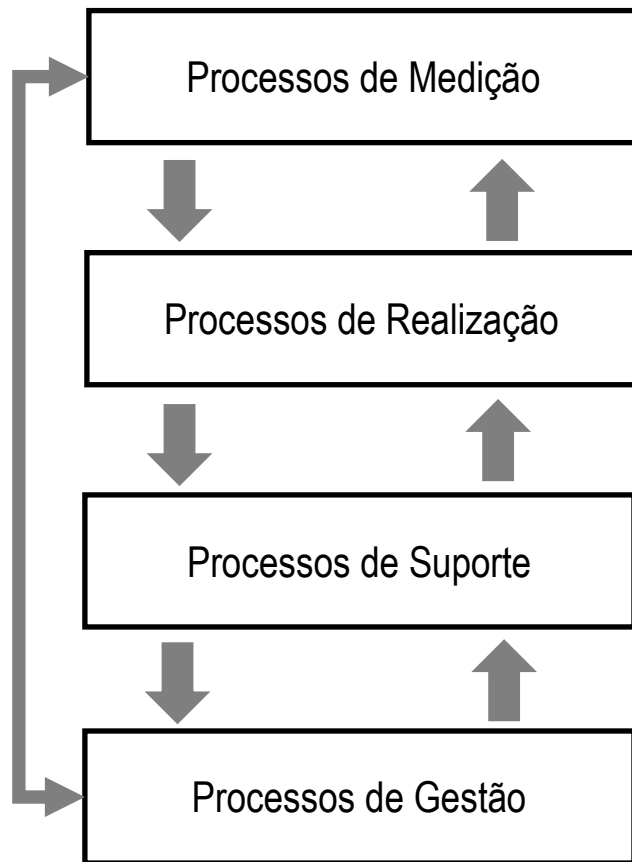 Processos de Medição
Processos de Realização
Processos de Suporte
Processos de Gestão